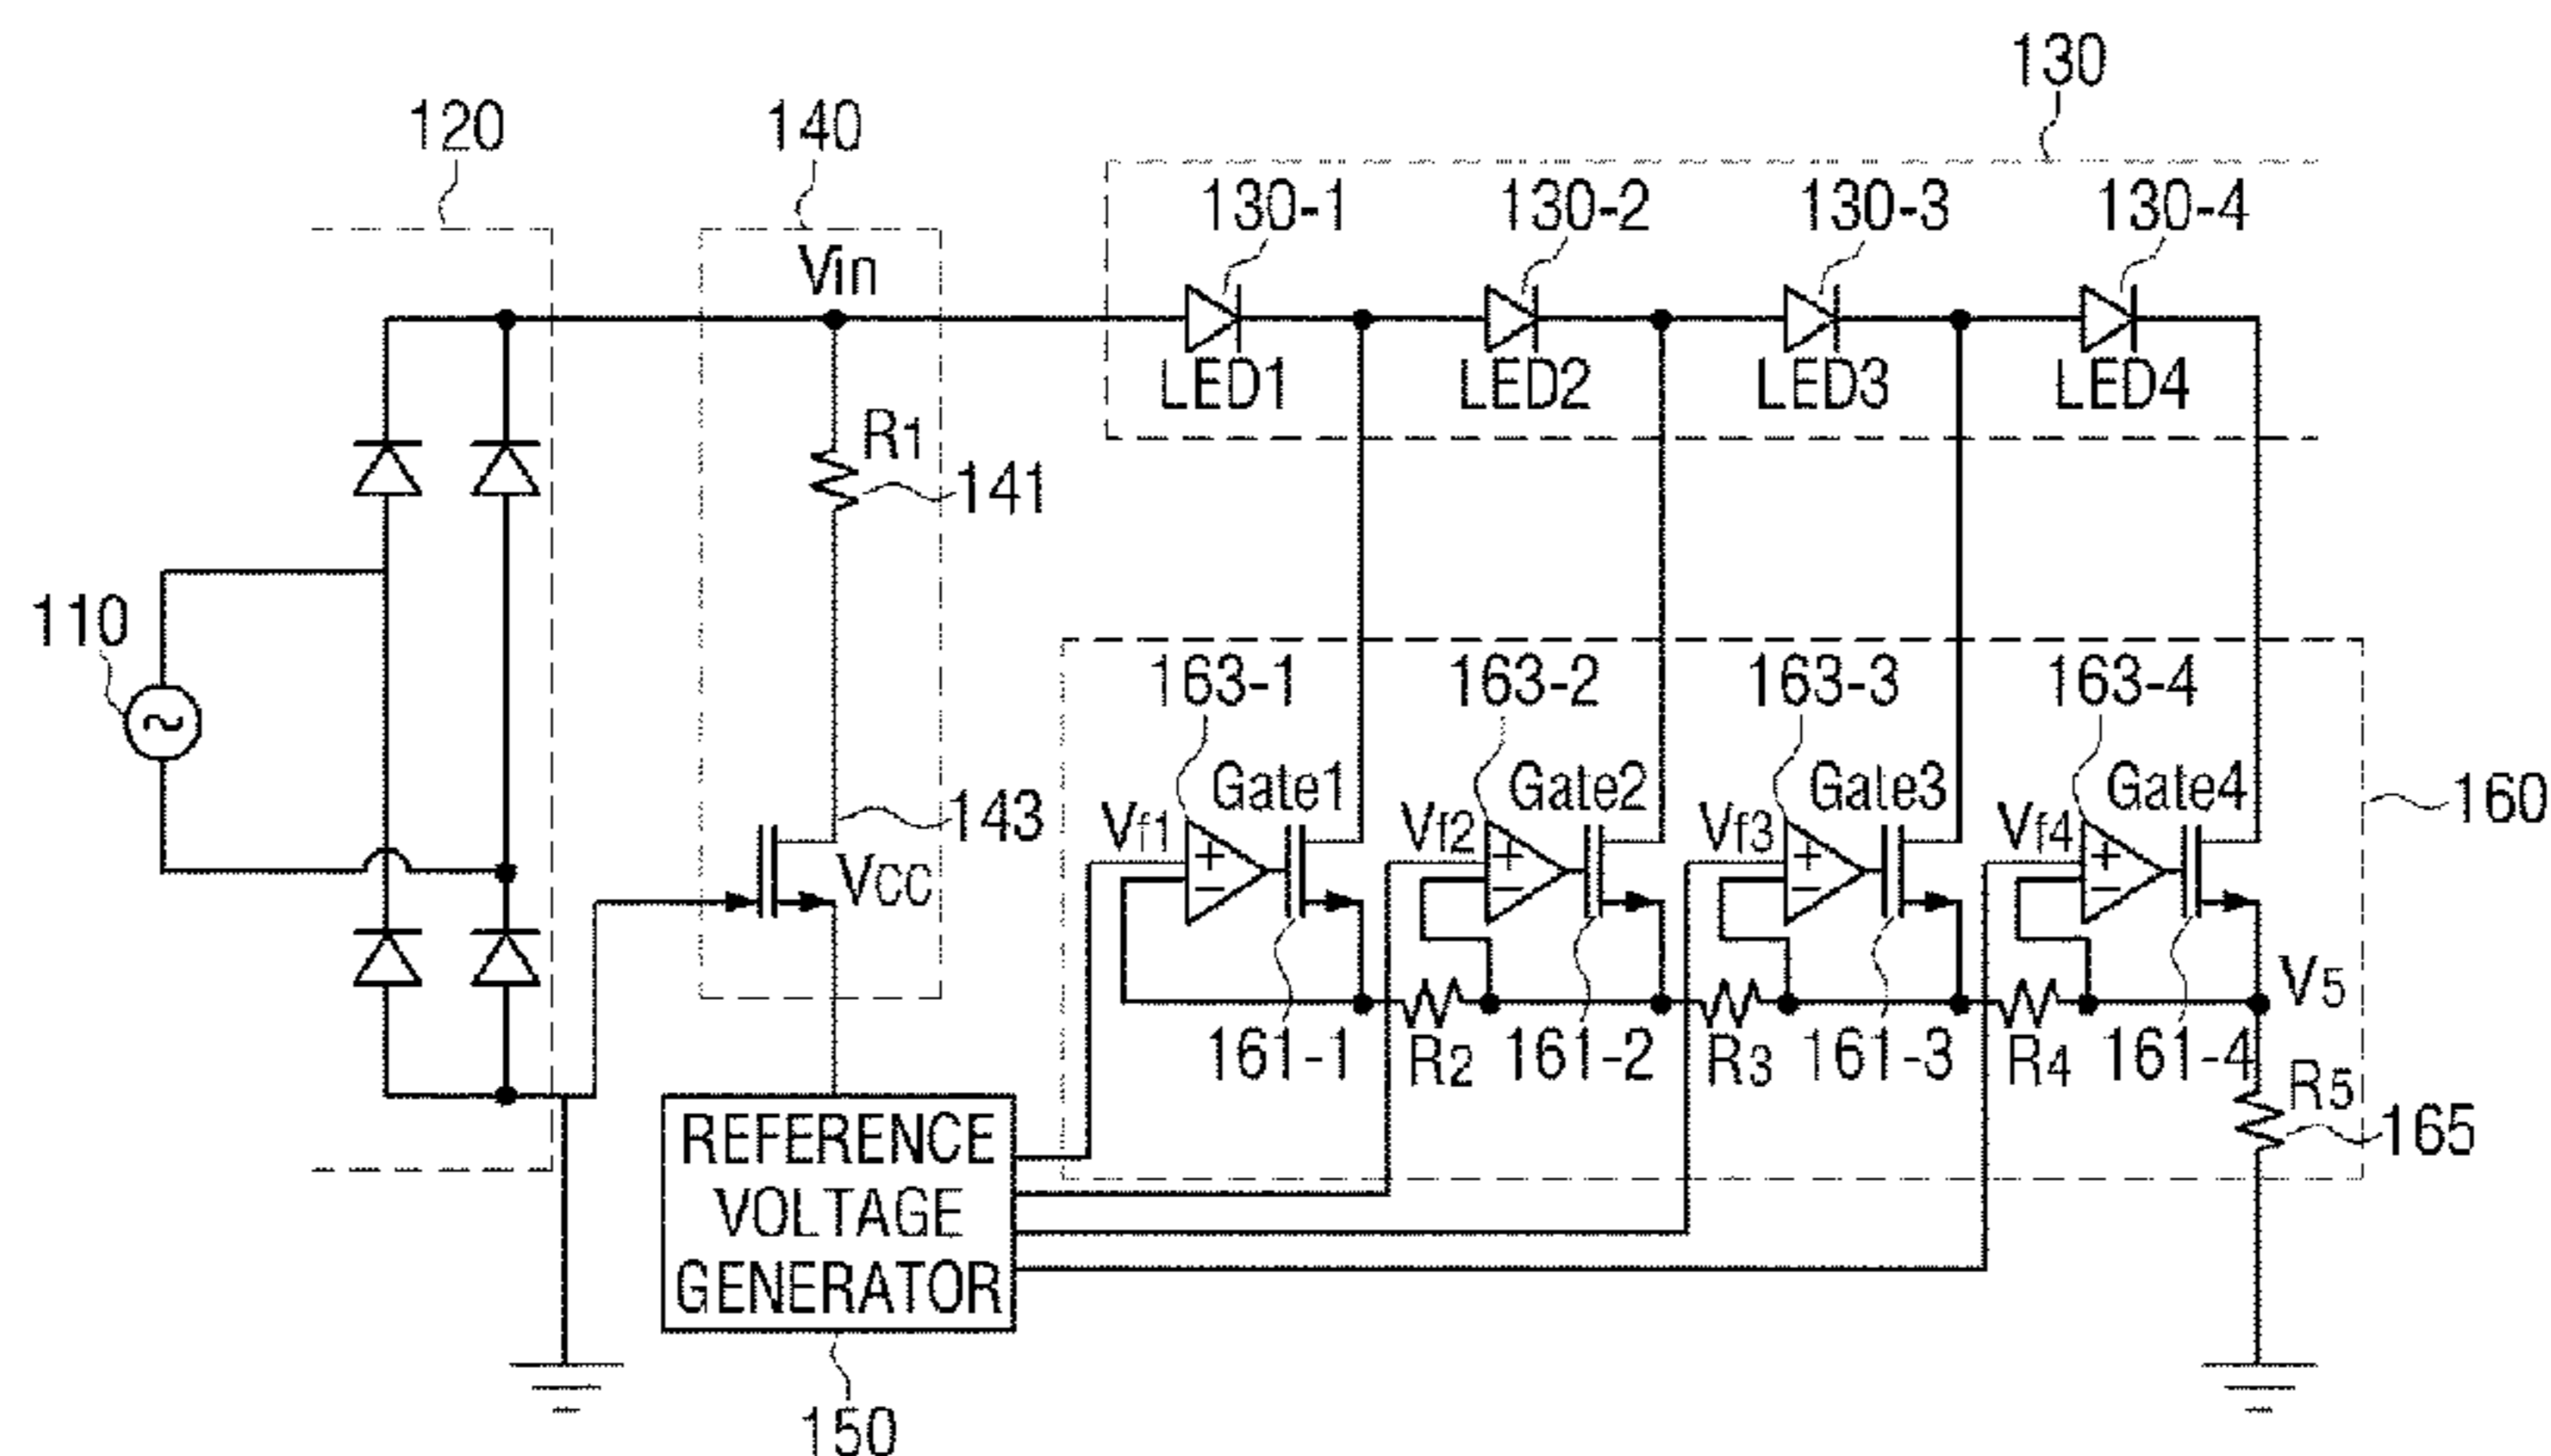 130
120
140
130-1
130-2
130-3
130-4
Vin
LED1
LED2
LED3
LED4
R1
141
110
163-1
163-2
163-3
163-4
Gate1
Gate2
Gate3
Gate4
160
143
Vf1
Vf2
Vf3
Vf4
VCC
+
+
+
+
−
−
−
−
V5
161-1
R2
161-2
R3
161-3
R4
161-4
R5
165
REFERENCE
VOLTAGE
GENERATOR
150